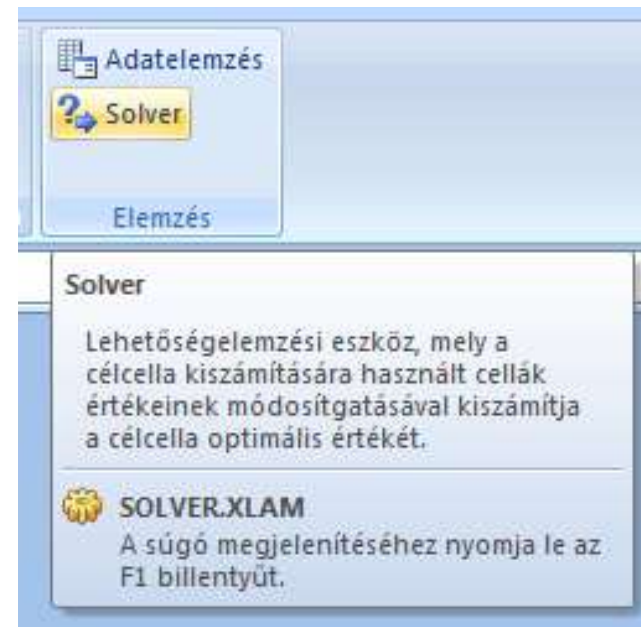 Adatelemzés
Solver
Elemzés
Solver
Lehetőségelemzési eszköz, mely a
célcella kiszámítására használt cellák
értékeinek módosítgatásával kiszámítja
a célcella optimális értékét.
SOLVER.XLAM
A súgó megjelenítéséhez nyomja le az
F1 billentyűt.